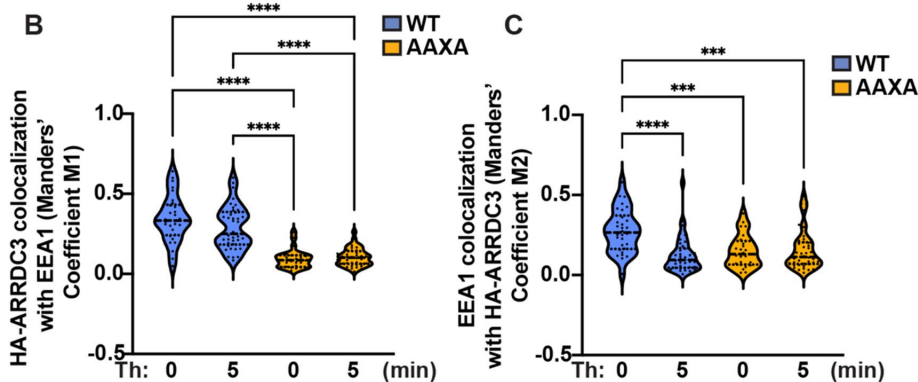 B
****
****
****
****
WT
AAXA
HA-ARRDC3 colocalization
with EEA1 (Manders'
Coefficient M1)
1.0
0.5
0.0
-0.5
Th: 0 5 0 5 (min)
C
***
***
****
WT
AAXA
EEA1 colocalization
with HA-ARRDC3 (Manders'
Coefficient M2)
1.0
0.5
0.0
-0.5
Th: 0 5 0 5 (min)